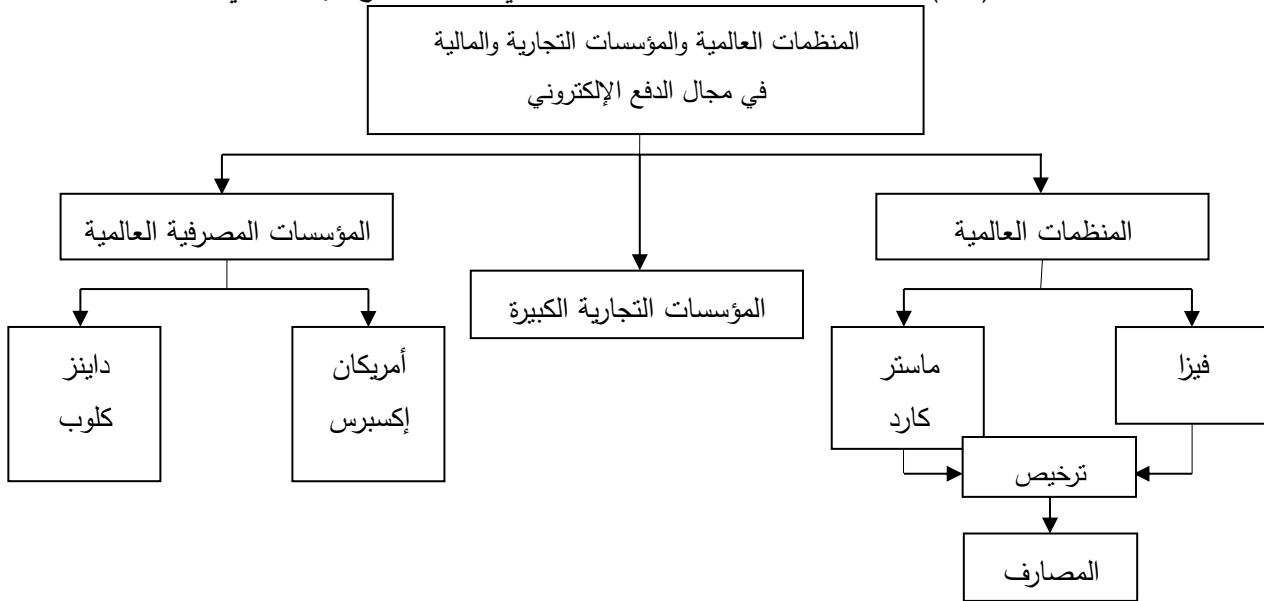 المنظمات العالمية والمؤسسات التجارية والمالية
في مجال الدفع الإلكتروني
المنظمات العالمية
المؤسسات المصرفية العالمية
المؤسسات التجارية الكبيرة
فيزا
ماستر
كارد
أمريكان
إكسبرس
داينز
كلوب
ترخيص
المصارف